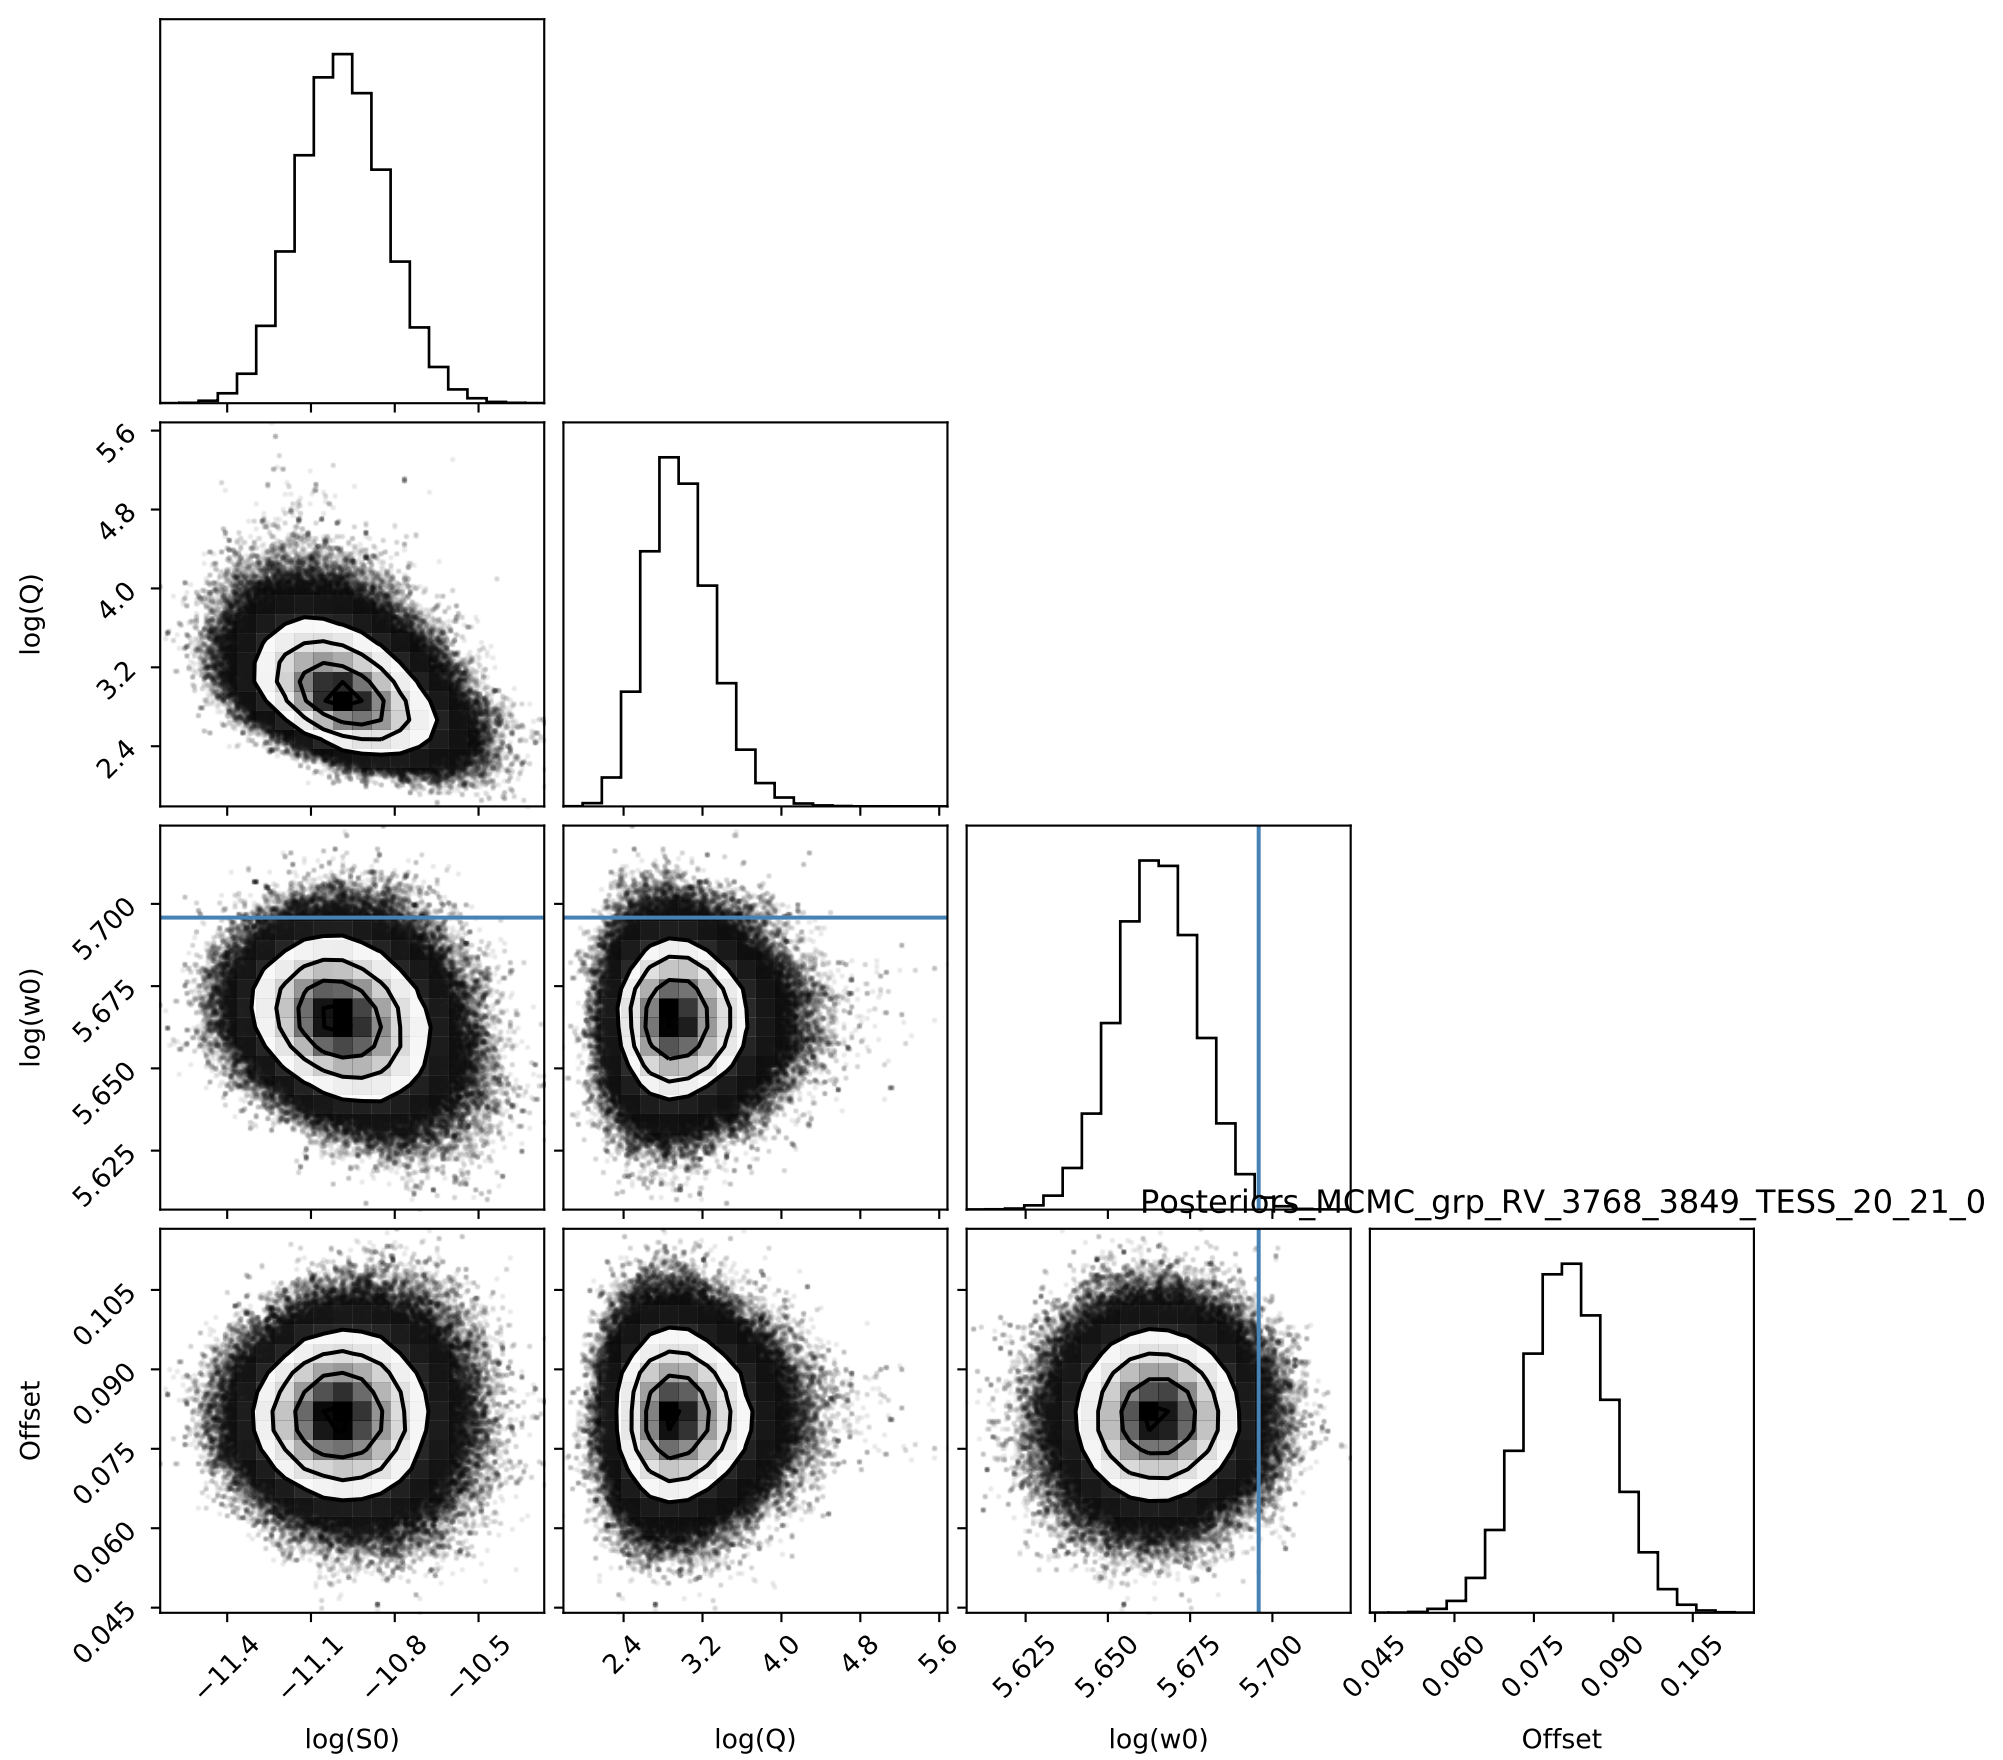 5.6
4.8
4.0
3.2
2.4
log(Q)
5.700
5.675
5.650
5.625
log(w0)
Posteriors_MCMC_grp_RV_3768_3849_TESS_20_21_0
0.105
0.090
0.075
0.060
0.045
Offset
−11.4 −11.1 −10.8 −10.5 2.4 3.2 4.0 4.8 5.6 5.625 5.650 5.675 5.700 0.045 0.060 0.075 0.090 0.105
log(S0) log(Q) log(w0) Offset